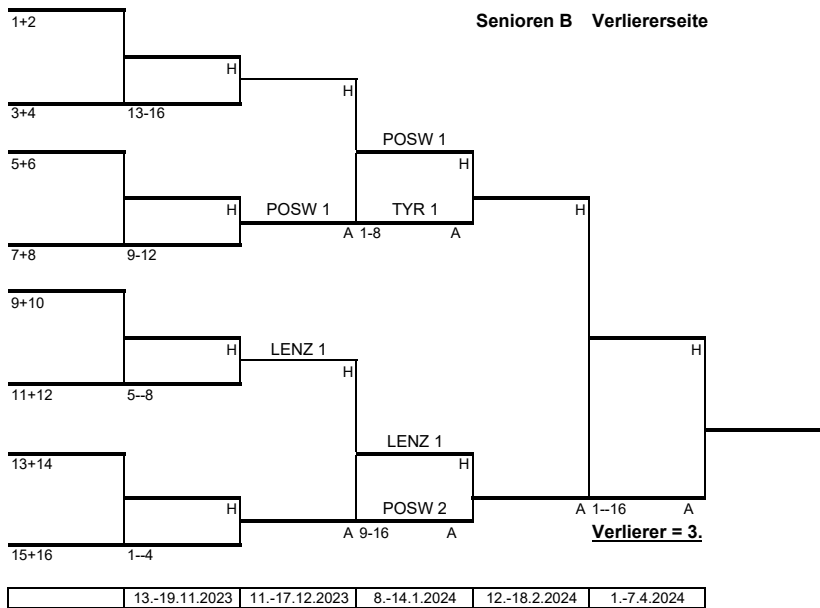 Senioren B Verliererseite
1+2
H
3+4
13-16
H
POSW 1
5+6
H
H
POSW 1
TYR 1
H
A 1-8
A
7+8
9-12
9+10
H
LENZ 1
H
H
11+12
5--8
LENZ 1
13+14
H
H
POSW 2
A 1--16
A
A 9-16
A
Verlierer = 3.
15+16
1--4
13.-19.11.2023
11.-17.12.2023
8.-14.1.2024
12.-18.2.2024
1.-7.4.2024